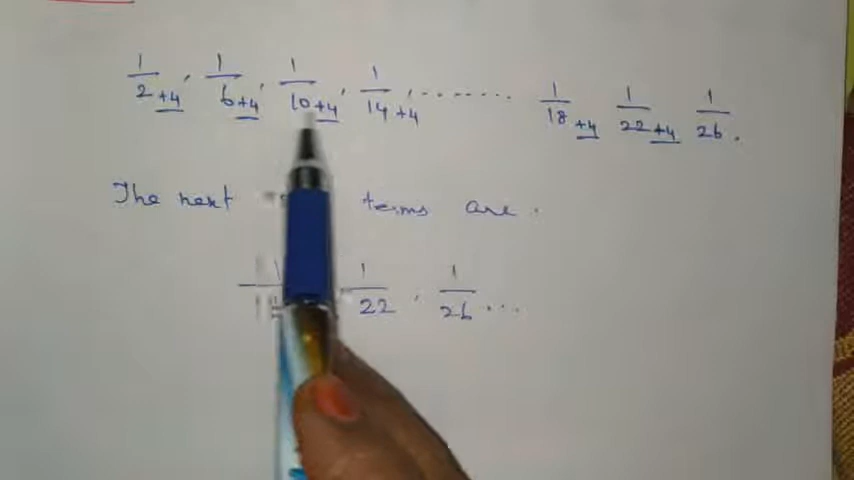 1/2 +4 , 1/6 +4 , 1/10 +4 , 1/14 +4 , ........ 1/18 +4 1/22 +4 1/26 .
The next terms are .
1/22 , 1/26 ...